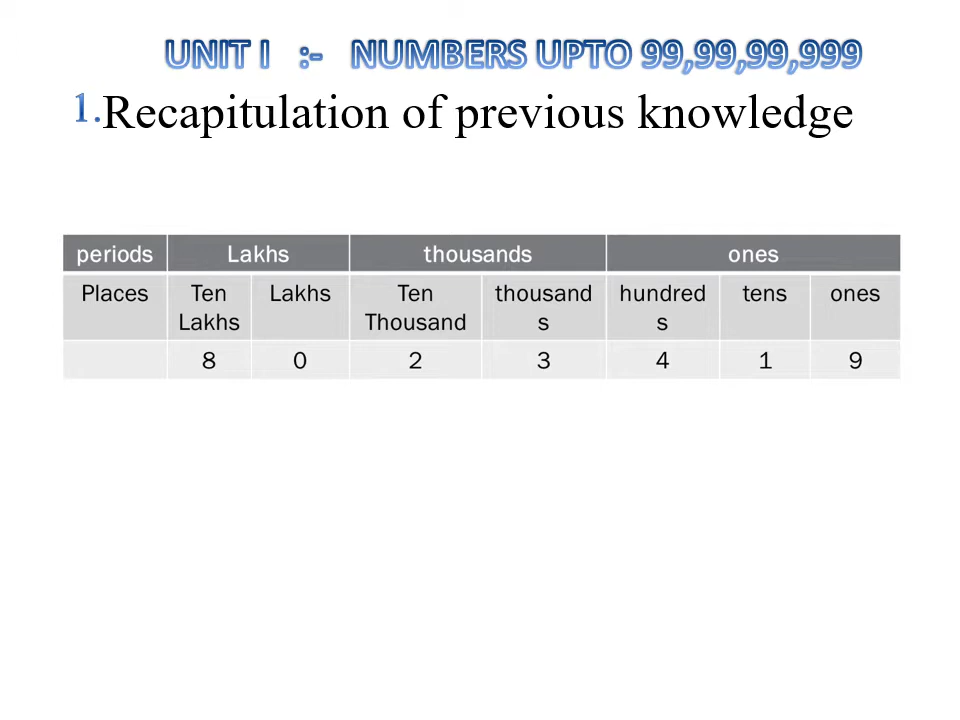 UNIT I :- NUMBERS UPTO 99,99,99,999
1.Recapitulation of previous knowledge
periods Lakhs thousands ones
Places Ten Lakhs Lakhs Ten Thousand thousand s hundred s tens ones
8 0 2 3 4 1 9